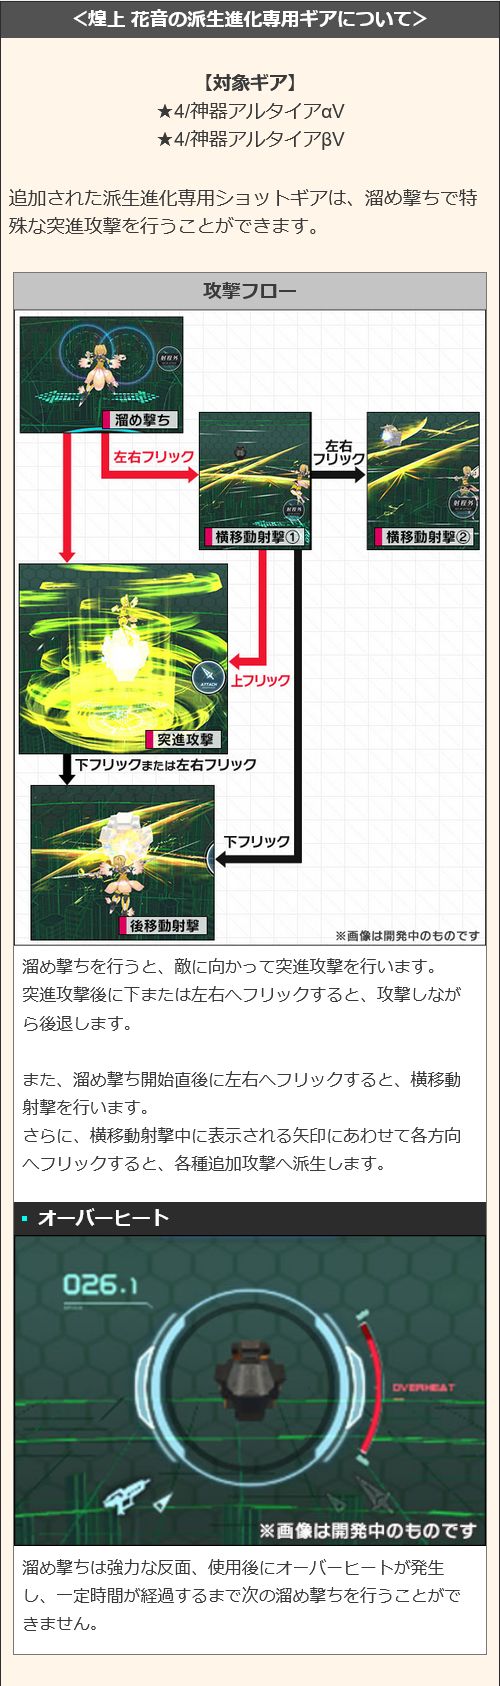 ＜煌上 花音の派生進化専用ギアについて＞
【対象ギア】
★4/神器アルタイアαV
★4/神器アルタイアβV
追加された派生進化専用ショットギアは、溜め撃ちで特
殊な突進攻撃を行うことができます。
攻撃フロー
射程外
溜め撃ち
左右フリック
左右
フリック
横移動射撃①
射程外
横移動射撃②
ATTACH
上フリック
突進攻撃
下フリックまたは左右フリック
下フリック
後移動射撃
※画像は開発中のものです
溜め撃ちを行うと、敵に向かって突進攻撃を行います。
突進攻撃後に下または左右へフリックすると、攻撃しなが
ら後退します。
また、溜め撃ち開始直後に左右へフリックすると、横移動
射撃を行います。
さらに、横移動射撃中に表示される矢印にあわせて各方向
へフリックすると、各種追加攻撃へ派生します。
オーバーヒート
026.1
OVERHEAT
※画像は開発中のものです
溜め撃ちは強力な反面、使用後にオーバーヒートが発生
し、一定時間が経過するまで次の溜め撃ちを行うことがで
きません。